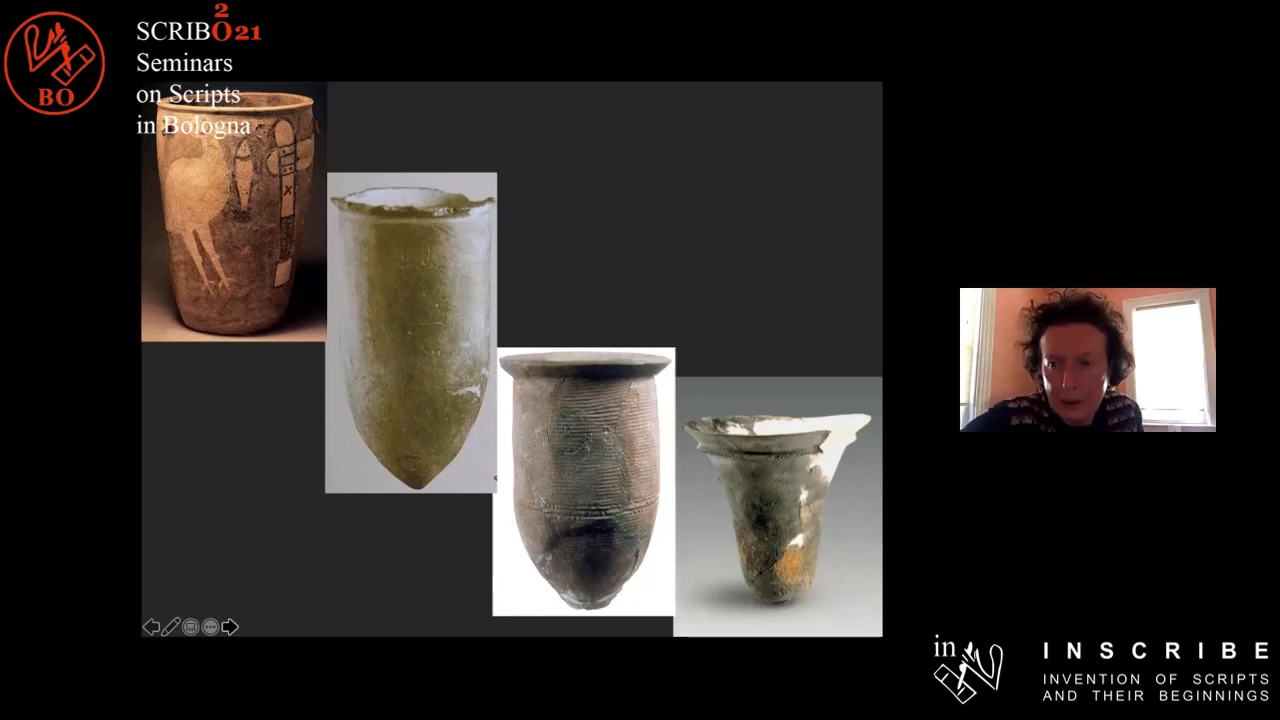 SCRIBO21
2
Seminars
on Scripts
in Bologna
BO
in
INSCRIBE
INVENTION OF SCRIPTS
AND THEIR BEGINNINGS